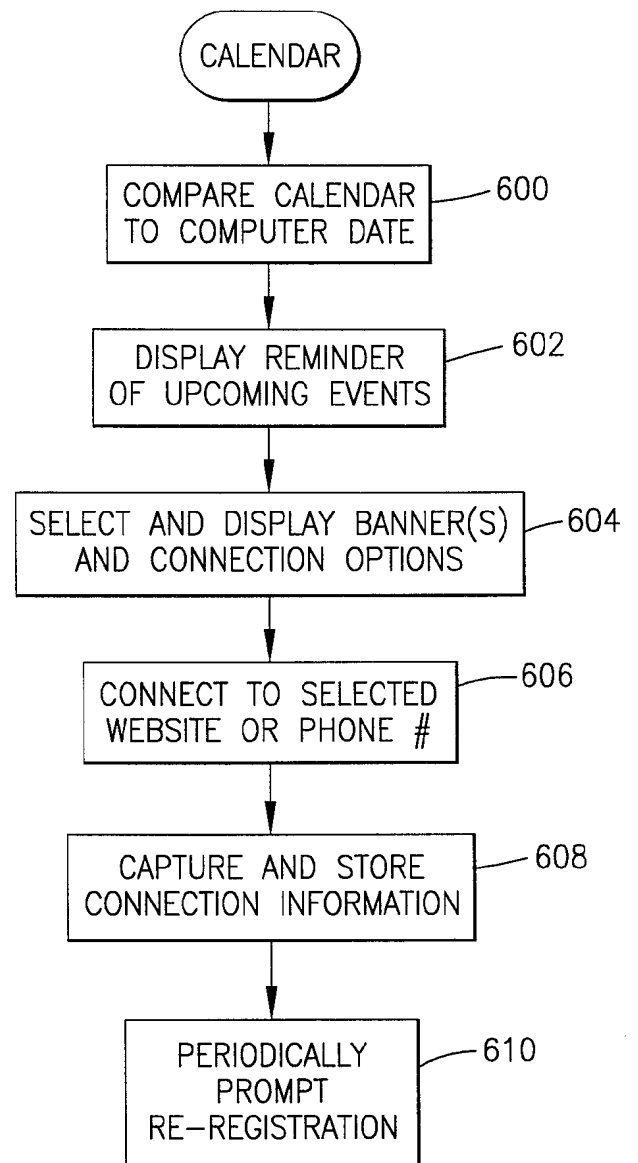 CALENDAR
COMPARE CALENDAR
TO COMPUTER DATE
600
DISPLAY REMINDER
OF UPCOMING EVENTS
602
SELECT AND DISPLAY BANNER(S)
AND CONNECTION OPTIONS
604
CONNECT TO SELECTED
WEBSITE OR PHONE #
606
CAPTURE AND STORE
CONNECTION INFORMATION
608
PERIODICALLY
PROMPT
RE-REGISTRATION
610